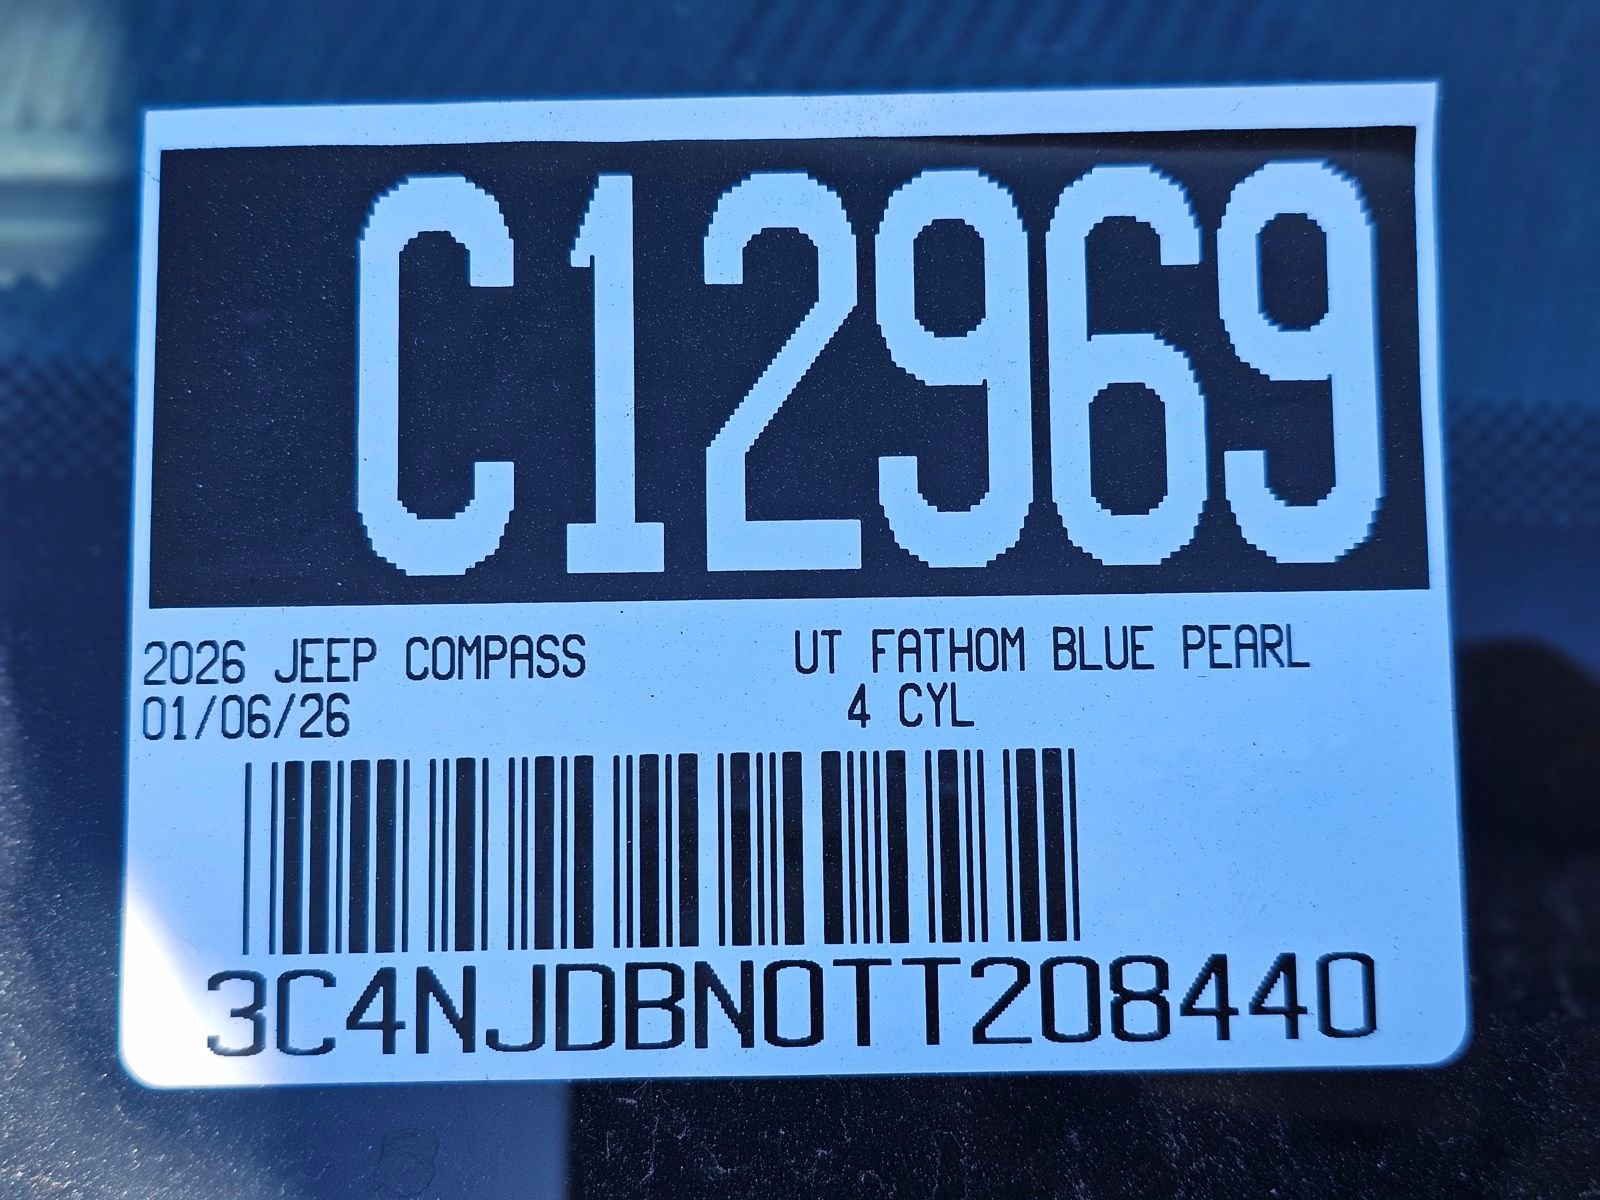 C12969
2026 JEEP COMPASS UT FATHOM BLUE PEARL
01/06/26 4 CYL
3C4NJDBN0TT208440